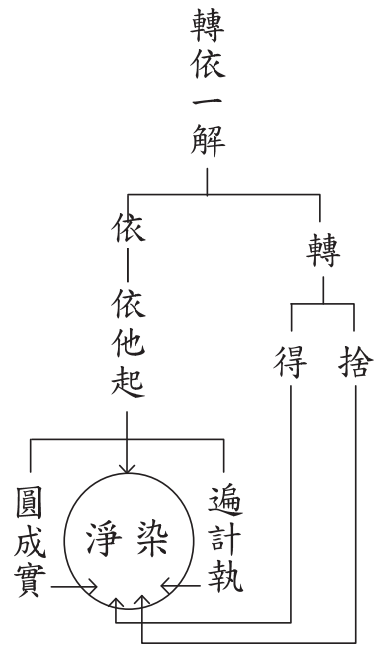 轉依一解
轉
捨
得
依
依他起
遍計執
染
淨
圓成實